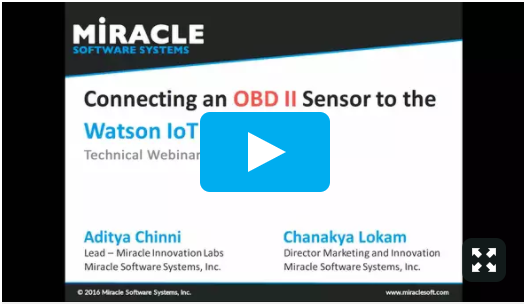 MIRACLE
SOFTWARE SYSTEMS
Connecting an OBD II Sensor to the
Watson IoT
Technical Webinar
Aditya Chinni
Lead – Miracle Innovation Labs
Miracle Software Systems, Inc.
Chanakya Lokam
Director Marketing and Innovation
Miracle Software Systems, Inc.
© 2016 Miracle Software Systems, Inc.
www.miraclesoft.com